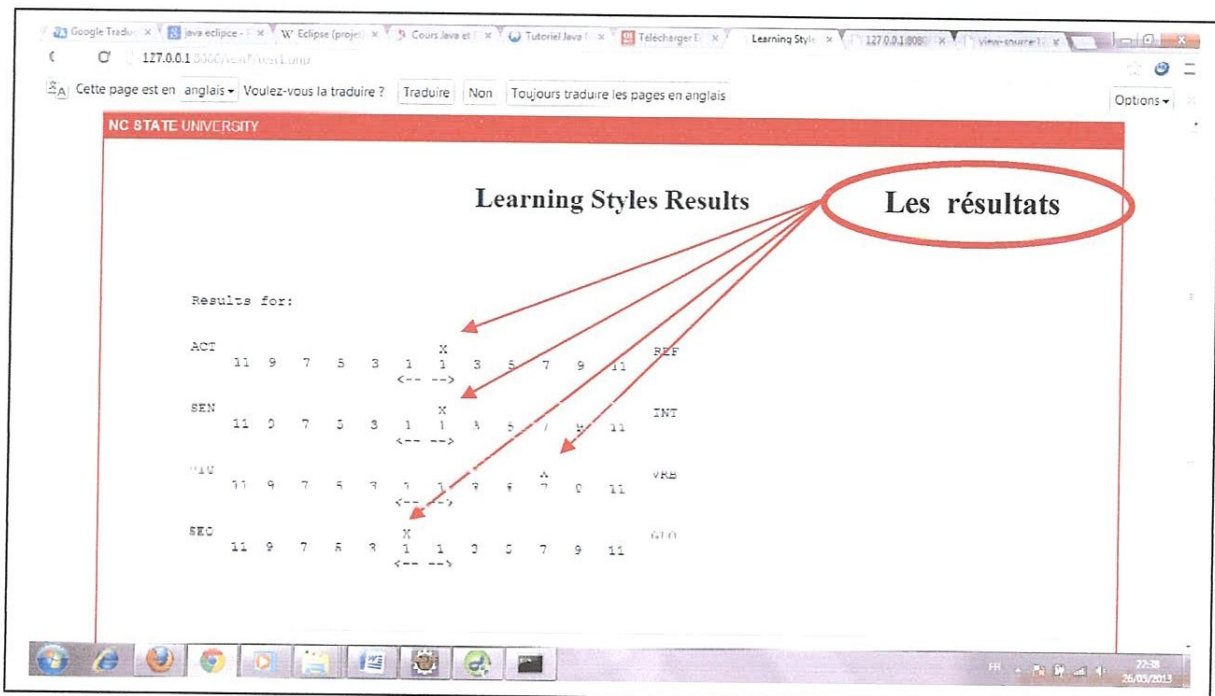 Google Traduc java eclipce - W Eclipse (proje Cours Java et Tutoriel Java Télécharger E Learning Style 127.0.0.1:8080 view-source:1
127.0.0.1
Cette page est en anglais Voulez-vous la traduire ? Traduire Non Toujours traduire les pages en anglais Options
NC STATE UNIVERSITY
Learning Styles Results Les résultats
Results for:
X
ACT REF
11 9 7 5 3 1 1 3 5 7 9 11
<-- -->
X
SEN INT
11 9 7 5 3 1 1 3 5 7 9 11
<-- -->
X
VRB
11 9 7 5 3 1 1 3 5 7 9 11
<-- -->
X
SEQ GLO
11 9 7 5 3 1 1 3 5 7 9 11
<-- -->
FR 22:38
26/05/2013